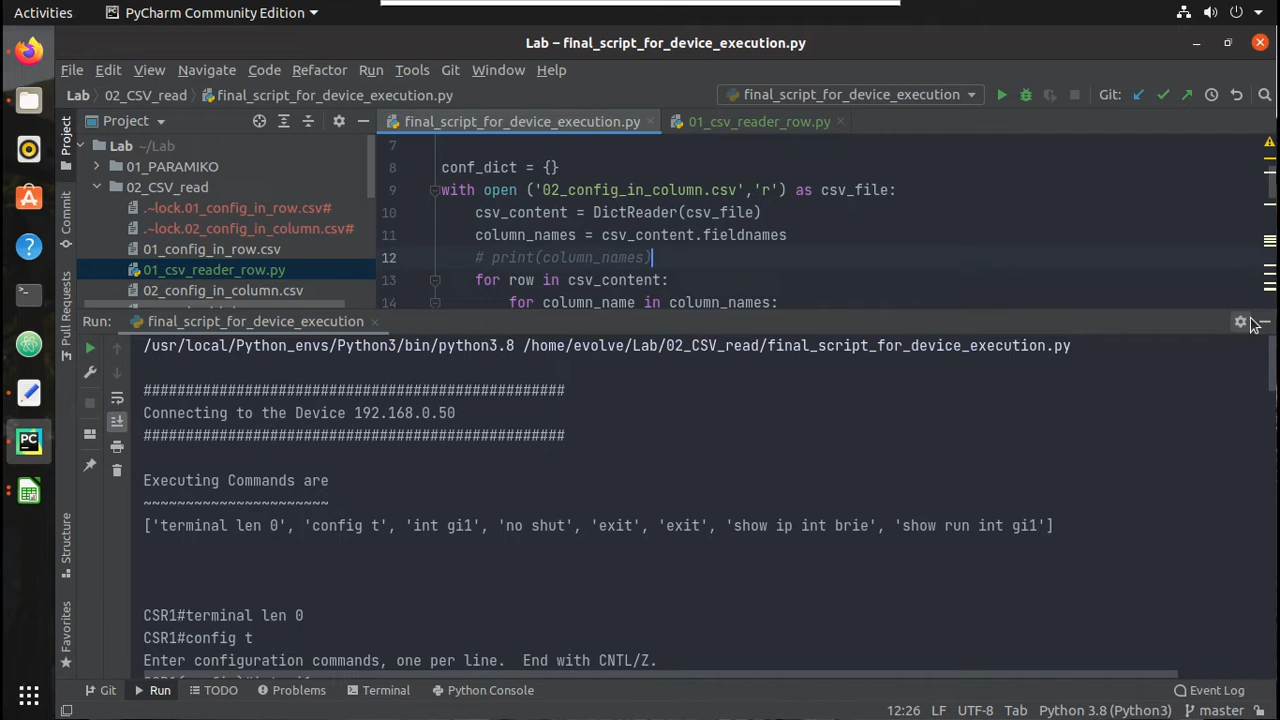 Activities PyCharm Community Edition
Lab – final_script_for_device_execution.py
File Edit View Navigate Code Refactor Run Tools Git Window Help
Lab 02_CSV_read final_script_for_device_execution.py final_script_for_device_execution Git:
Project final_script_for_device_execution.py 01_csv_reader_row.py
Project
Lab ~/Lab
01_PARAMIKO
02_CSV_read
.~lock.01_config_in_row.csv#
.~lock.02_config_in_column.csv#
01_config_in_row.csv
01_csv_reader_row.py
02_config_in_column.csv
Commit
Pull Requests
7
8 conf_dict = {}
9 with open ('02_config_in_column.csv','r') as csv_file:
10 csv_content = DictReader(csv_file)
11 column_names = csv_content.fieldnames
12 # print(column_names)
13 for row in csv_content:
14 for column_name in column_names:
Run: final_script_for_device_execution
/usr/local/Python_envs/Python3/bin/python3.8 /home/evolve/Lab/02_CSV_read/final_script_for_device_execution.py
##################################################
Connecting to the Device 192.168.0.50
##################################################
Executing Commands are
~~~~~~~~~~~~~~~~~~~~~~
['terminal len 0', 'config t', 'int gi1', 'no shut', 'exit', 'exit', 'show ip int brie', 'show run int gi1']
CSR1#terminal len 0
CSR1#config t
Enter configuration commands, one per line.  End with CNTL/Z.
CSR1(config)#int gi1
Structure
Favorites
Git Run TODO Problems Terminal Python Console Event Log
12:26 LF UTF-8 Tab Python 3.8 (Python3) master